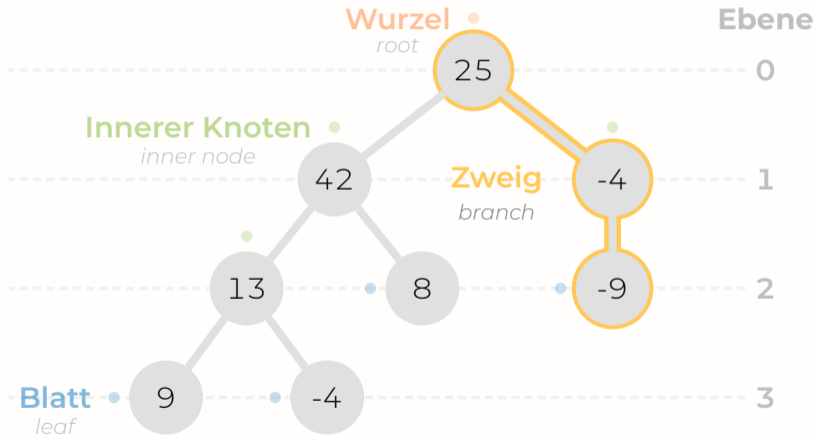 Wurzel
root
Ebene
25
0
Innerer Knoten
inner node
42
Zweig
branch
-4
1
13
8
-9
2
Blatt
leaf
9
-4
3